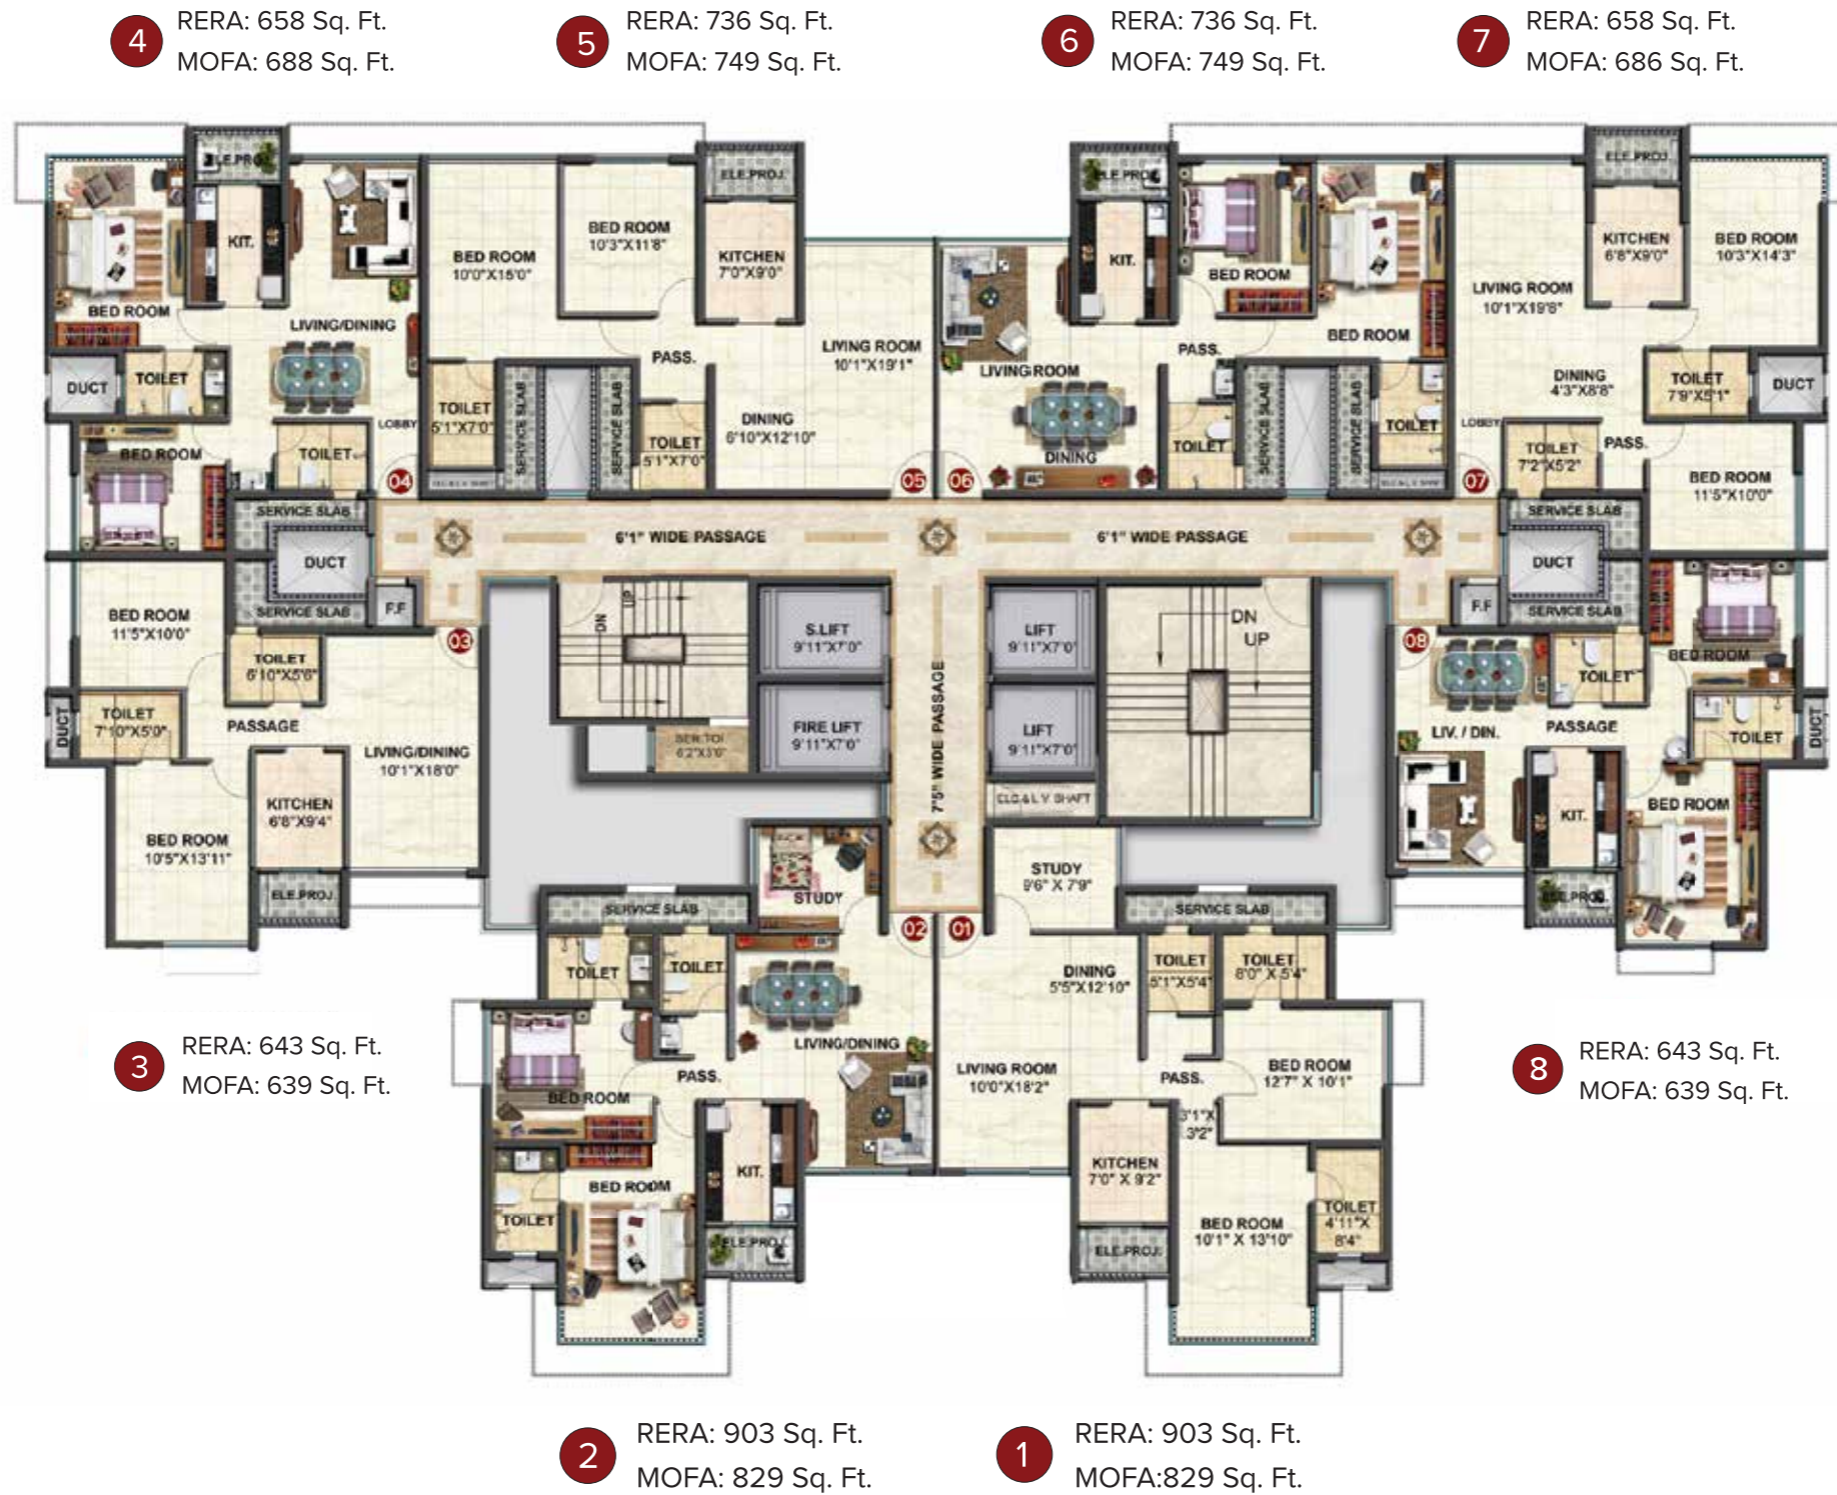 4
RERA: 658 Sq. Ft.
MOFA: 688 Sq. Ft.
5
RERA: 736 Sq. Ft.
MOFA: 749 Sq. Ft.
6
RERA: 736 Sq. Ft.
MOFA: 749 Sq. Ft.
7
RERA: 658 Sq. Ft.
MOFA: 686 Sq. Ft.
ELE.PROJ.
KIT.
BED ROOM
LIVING/DINING
DUCT
TOILET
LOBBY
BED ROOM
TOILET
04
SERVICE SLAB
DUCT
SERVICE SLAB
F.F
BED ROOM
10'0"X15'0"
BED ROOM
10'3"X11'8"
ELE.PROJ.
KITCHEN
7'0"X9'0"
PASS.
LIVING ROOM
10'1"X19'1"
TOILET
5'1"X7'0"
SERVICE SLAB
SERVICE SLAB
TOILET
5'1"X7'0"
DINING
6'10"X12'10"
05
ELE.PROJ.
KIT.
BED ROOM
BED ROOM
LIVING ROOM
PASS.
DINING
TOILET
SERVICE SLAB
SERVICE SLAB
TOILET
06
ELE.PROJ.
KITCHEN
6'8"X9'0"
BED ROOM
10'3"X14'3"
LIVING ROOM
10'1"X19'6"
DINING
4'3"X8'8"
TOILET
7'9"X5'1"
DUCT
LOBBY
TOILET
7'2"X5'2"
PASS.
BED ROOM
11'5"X10'0"
07
SERVICE SLAB
DUCT
SERVICE SLAB
F.F
6'1" WIDE PASSAGE
6'1" WIDE PASSAGE
BED ROOM
11'5"X10'0"
TOILET
6'10"X5'6"
03
TOILET
7'10"X5'0"
DUCT
PASSAGE
LIVING/DINING
10'1"X18'0"
KITCHEN
6'8"X9'4"
BED ROOM
10'5"X13'11"
ELE.PROJ.
DN
UP
S.LIFT
9'11"X7'0"
FIRE LIFT
9'11"X7'0"
SER.TOI
7'5" WIDE PASSAGE
LIFT
9'11"X7'0"
LIFT
9'11"X7'0"
DN
UP
08
TOILET
BED ROOM
LIV. / DIN.
PASSAGE
TOILET
DUCT
KIT.
BED ROOM
ELE.PROJ.
STUDY
SERVICE SLAB
02
TOILET
TOILET
LIVING/DINING
PASS.
BED ROOM
KIT.
BED ROOM
TOILET
ELE.PROJ.
STUDY
9'6" X 7'9"
SERVICE SLAB
01
DINING
5'5"X12'10"
TOILET
5'1"X5'4"
TOILET
8'0" X 5'4"
LIVING ROOM
10'0"X18'2"
PASS.
BED ROOM
12'7" X 10'1"
3'1"X
3'2"
KITCHEN
7'0" X 9'2"
BED ROOM
10'1" X 13'10"
TOILET
4'11"X
8'4"
ELE.PROJ.
3
RERA: 643 Sq. Ft.
MOFA: 639 Sq. Ft.
8
RERA: 643 Sq. Ft.
MOFA: 639 Sq. Ft.
2
RERA: 903 Sq. Ft.
MOFA: 829 Sq. Ft.
1
RERA: 903 Sq. Ft.
MOFA:829 Sq. Ft.